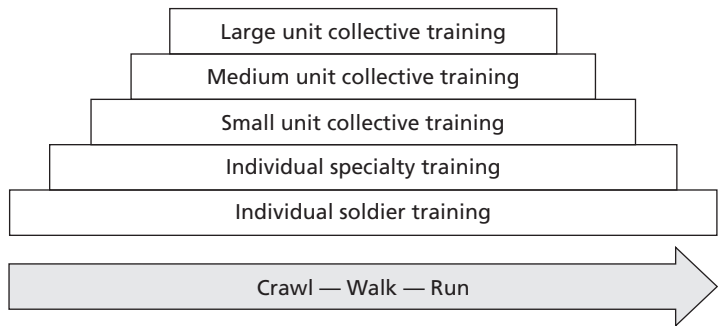 Large unit collective training
Medium unit collective training
Small unit collective training
Individual specialty training
Individual soldier training
Crawl — Walk — Run